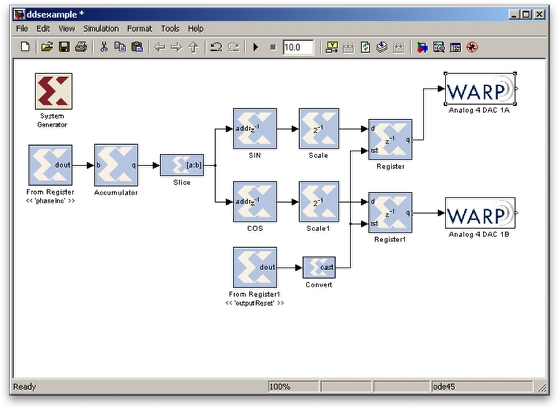 ddsexample *
File Edit View Simulation Format Tools Help
10.0
System
Generator
WARP
Analog 4 DAC 1A
addr z⁻¹
SIN
2⁻¹
Scale
d
q
z⁻¹
rst
Register
dout
From Register
<< 'phaseInc' >>
b
q
Accumulator
[a:b]
Slice
addr z⁻¹
COS
2⁻¹
Scale1
d
q
z⁻¹
rst
Register1
WARP
Analog 4 DAC 1B
dout
From Register1
<< 'outputReset' >>
cast
Convert
Ready
100%
ode45